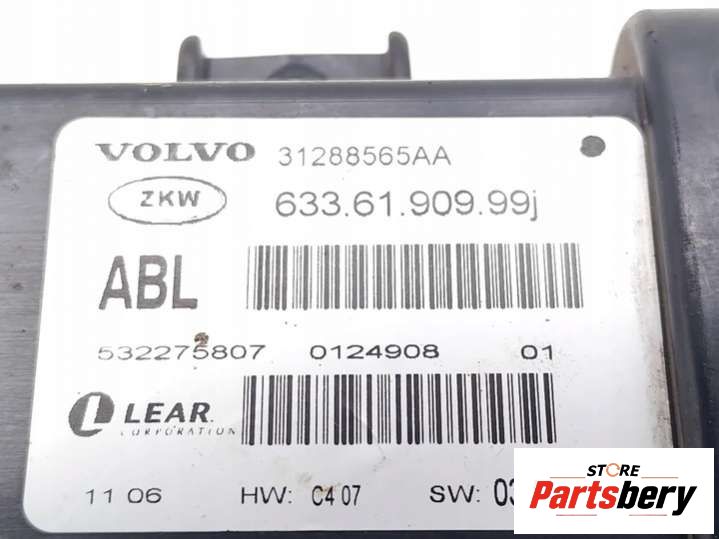 VOLVO 31288565AA
ZKW 633.61.909.99j
ABL
532275807 0124908 01
LEAR.
CORPORATION
11 06 HW: C4 07 SW:
STORE
Partsbery